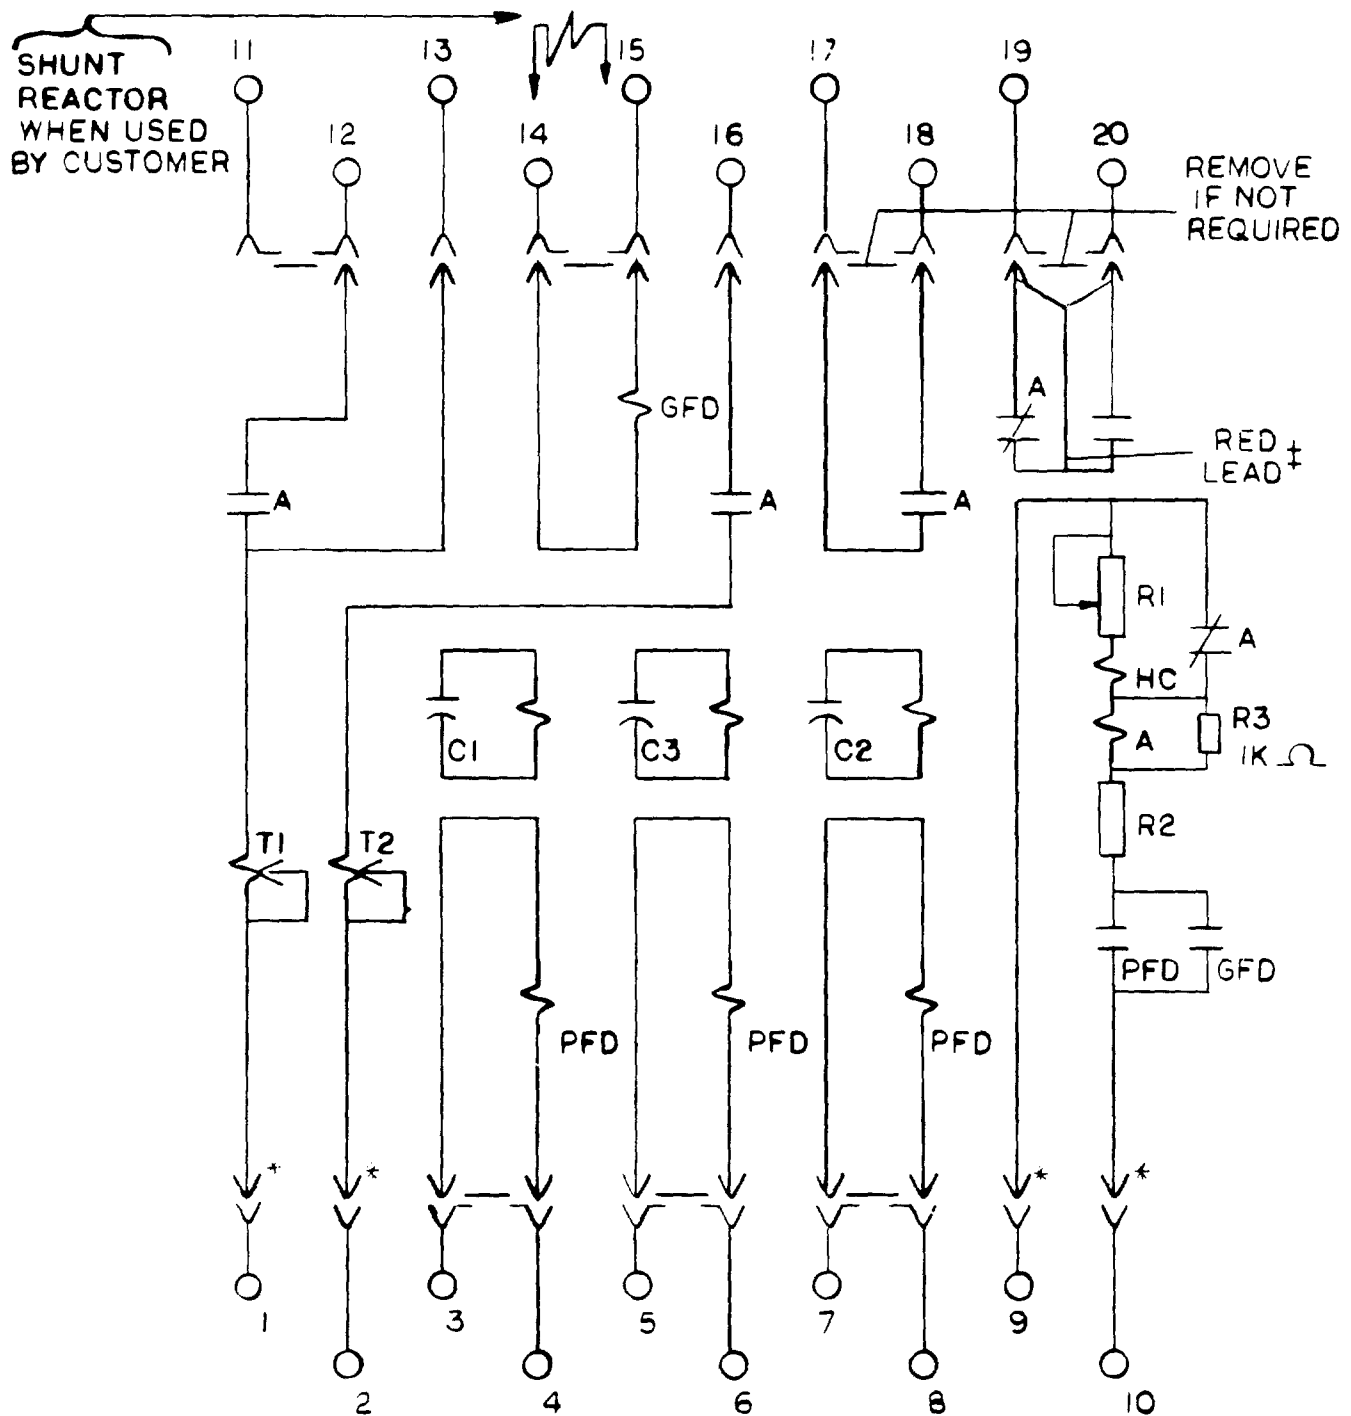 SHUNT
REACTOR
WHEN USED
BY CUSTOMER
11
13
15
17
19
12
14
16
18
20
REMOVE
IF NOT
REQUIRED
GFD
A
RED ‡
LEAD
A
A
A
R1
A
HC
C1
C3
C2
A
R3
1K Ω
T1
T2
R2
PFD
GFD
PFD
PFD
PFD
*
*
*
*
1
3
5
7
9
2
4
6
8
10